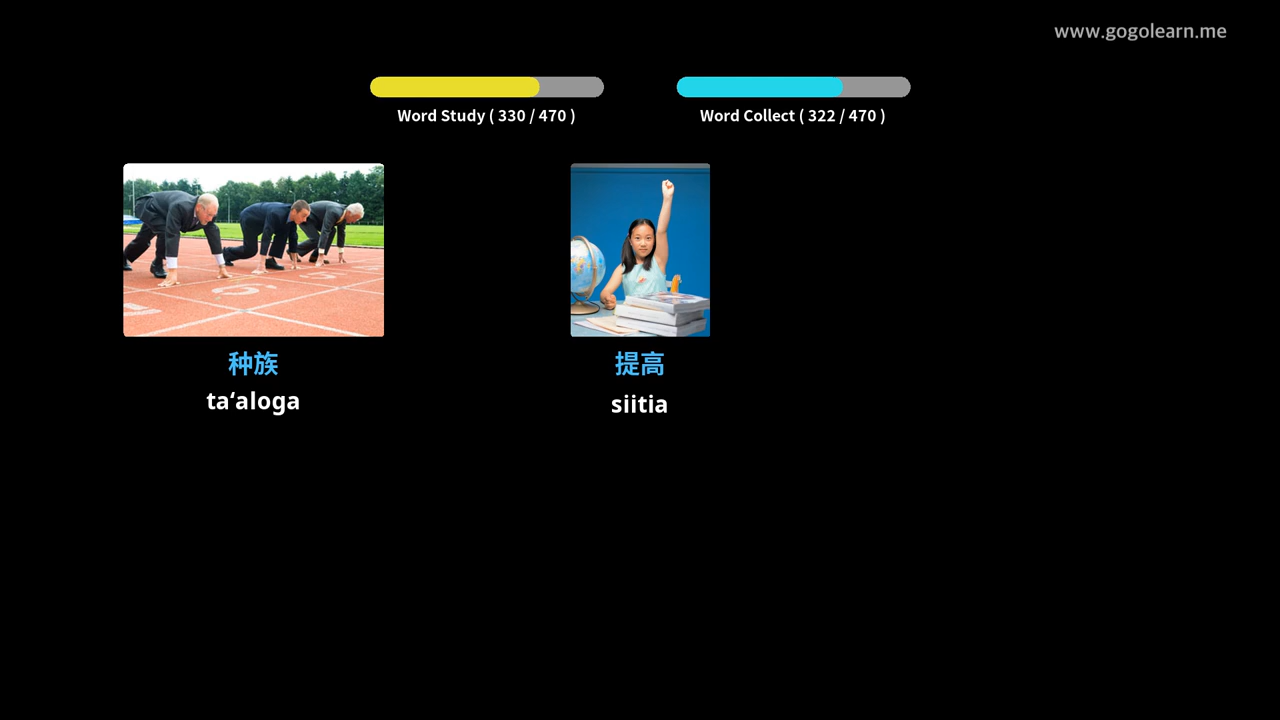 www.gogolearn.me
Word Study ( 330 / 470 )
Word Collect ( 322 / 470 )
种族
taʻaloga
提高
siitia